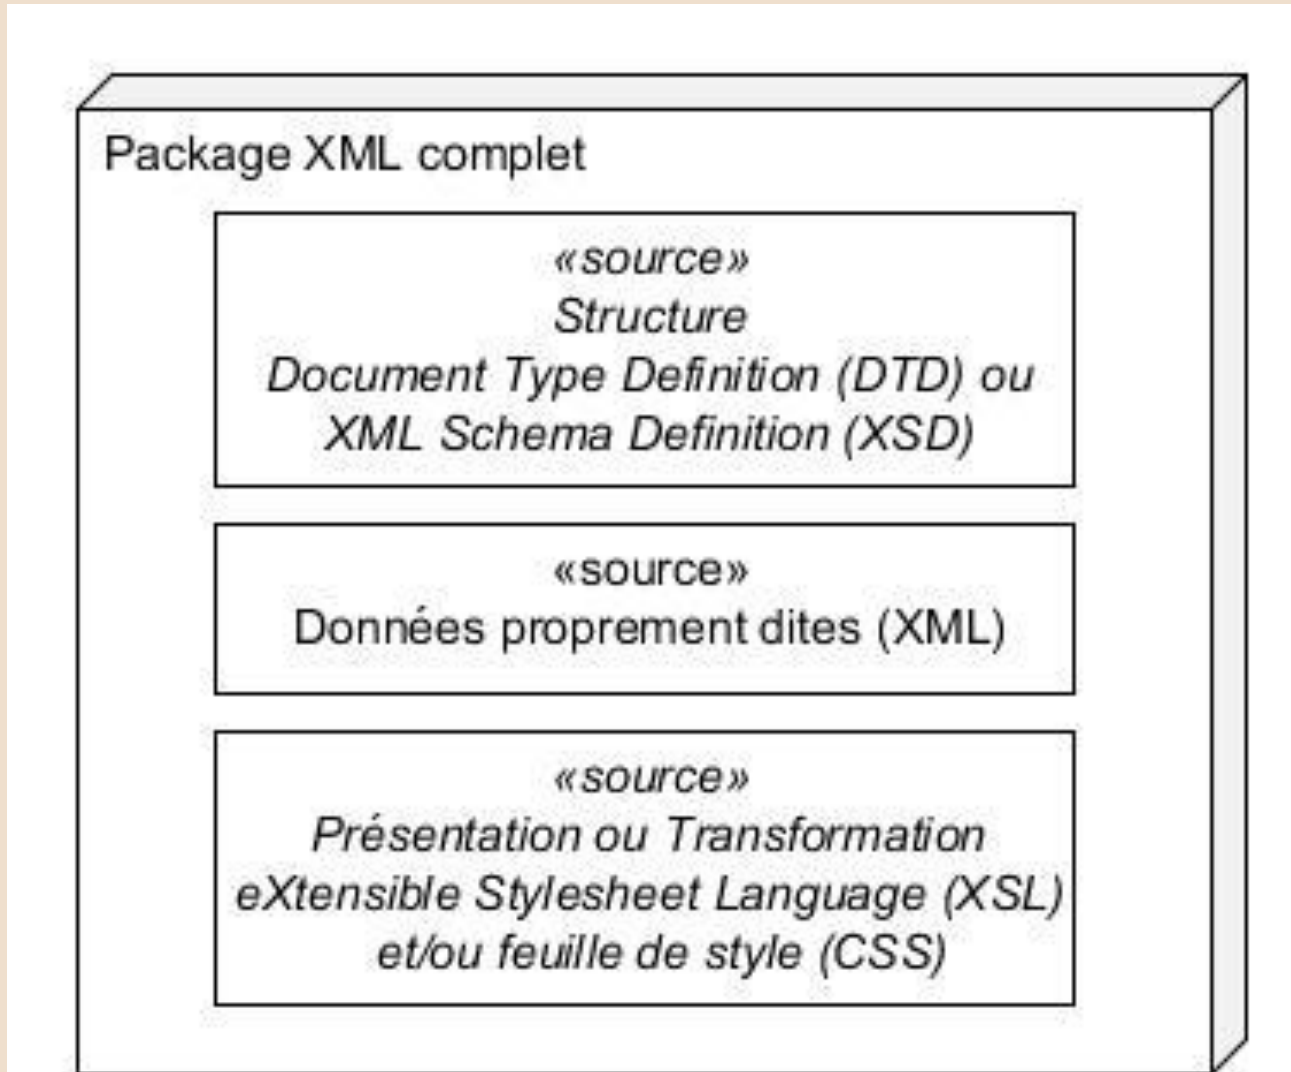 Package XML complet
«source»
Structure
Document Type Definition (DTD) ou
XML Schema Definition (XSD)
«source»
Données proprement dites (XML)
«source»
Présentation ou Transformation
eXtensible Stylesheet Language (XSL)
et/ou feuille de style (CSS)